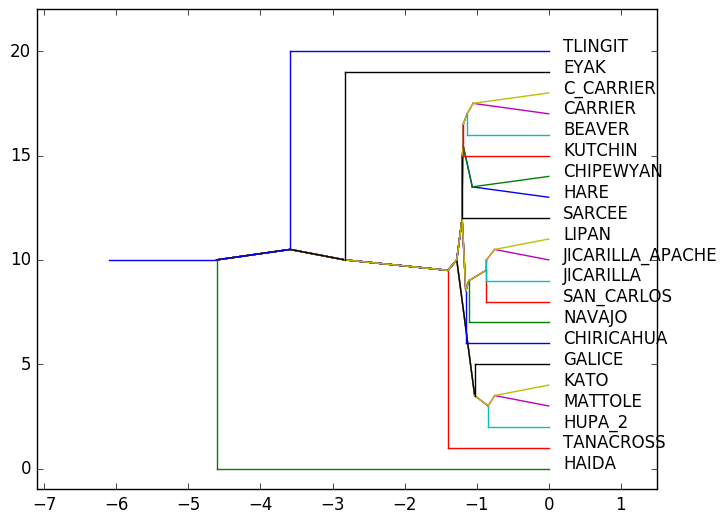 20
15
10
5
0
TLINGIT
EYAK
C_CARRIER
CARRIER
BEAVER
KUTCHIN
CHIPEWYAN
HARE
SARCEE
LIPAN
JICARILLA_APACHE
JICARILLA
SAN_CARLOS
NAVAJO
CHIRICAHUA
GALICE
KATO
MATTOLE
HUPA_2
TANACROSS
HAIDA
−7 −6 −5 −4 −3 −2 −1 0 1